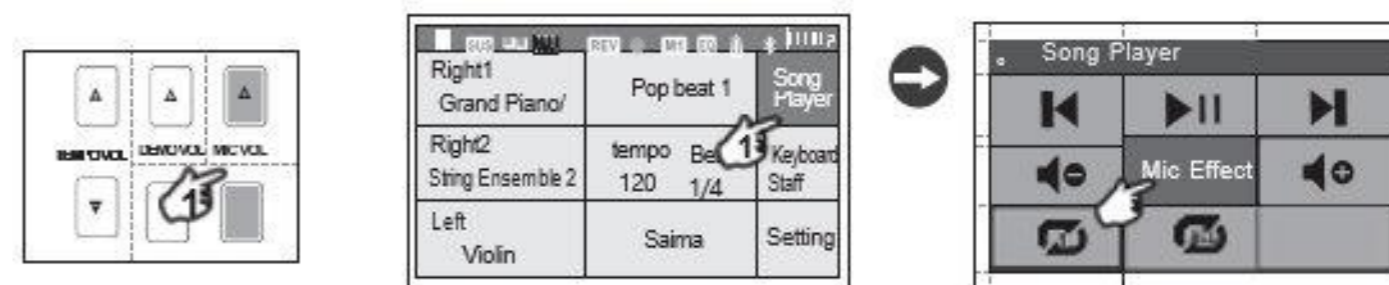 TEMPO VOL DEMO VOL MIC VOL
1
SUS REV M1 EQ
Right1
Grand Piano/
Pop beat 1
Song
Player
Right2
String Ensemble 2
tempo
120
1/4
1
Keyboard
Staff
Left
Violin
Saima
Setting
Song Player
Mic Effect